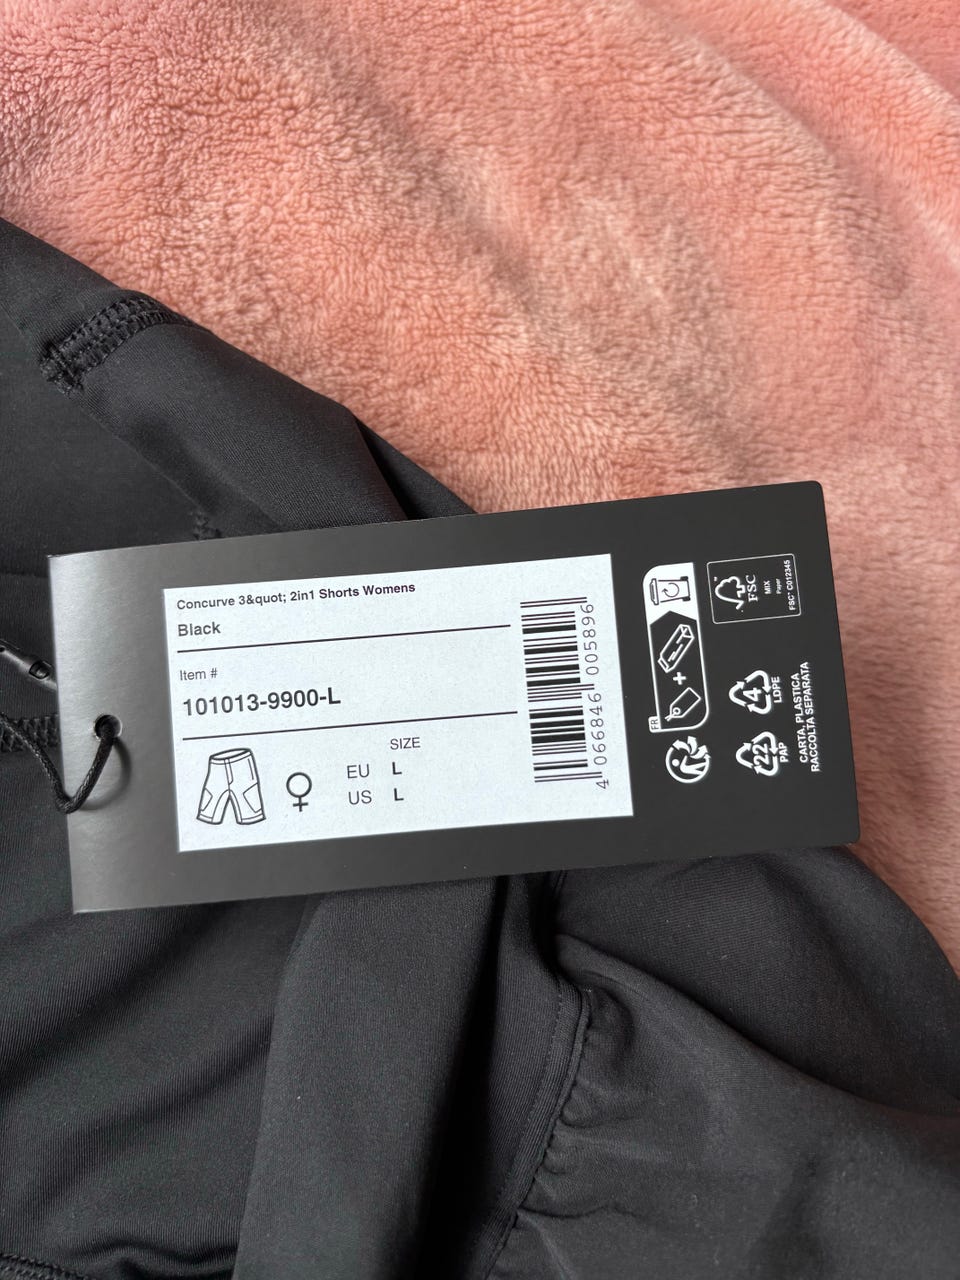 Concurve 3&quot; 2in1 Shorts Womens
Black
Item #
101013-9900-L
SIZE
EU L
US L
4 066846 005896
FR
FSC
MIX
Paper
FSC® C012345
4
LDPE
22
PAP
CARTA, PLASTICA
RACCOLTA SEPARATA